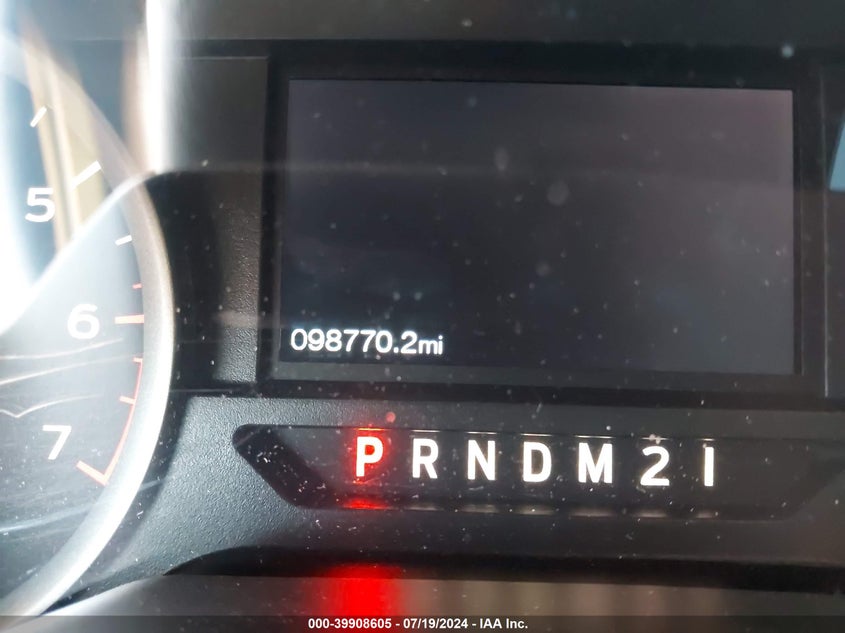 5
6
7
098770.2mi
P R N D M 2 1
000-39908605 - 07/19/2024 - IAA Inc.